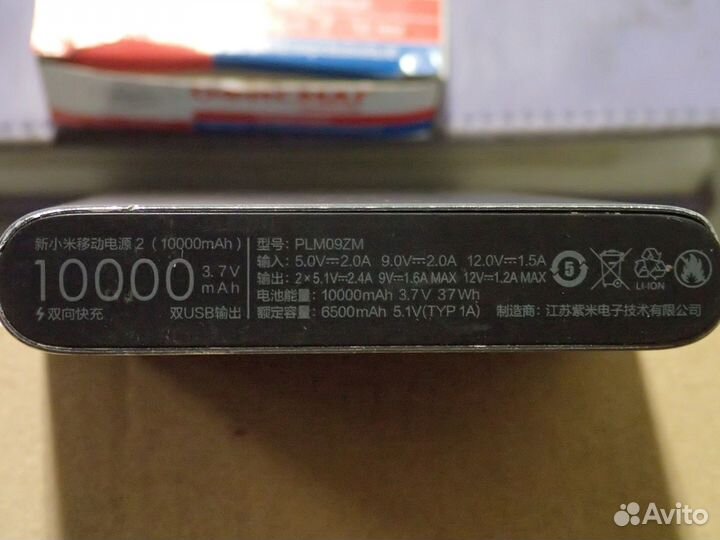 新小米移动电源 2 (10000mAh)
10000 3.7V mAh
⚡双向快充 双USB输出
型号: PLM09ZM
输入: 5.0V⎓2.0A 9.0V⎓2.0A 12.0V⎓1.5A
输出: 2×5.1V⎓2.4A 9V⎓1.6A MAX 12V⎓1.2A MAX
电池能量: 10000mAh 3.7V 37Wh
额定容量: 6500mAh 5.1V(TYP 1A) 制造商: 江苏紫米电子技术有限公司
5
LI-ION
Avito